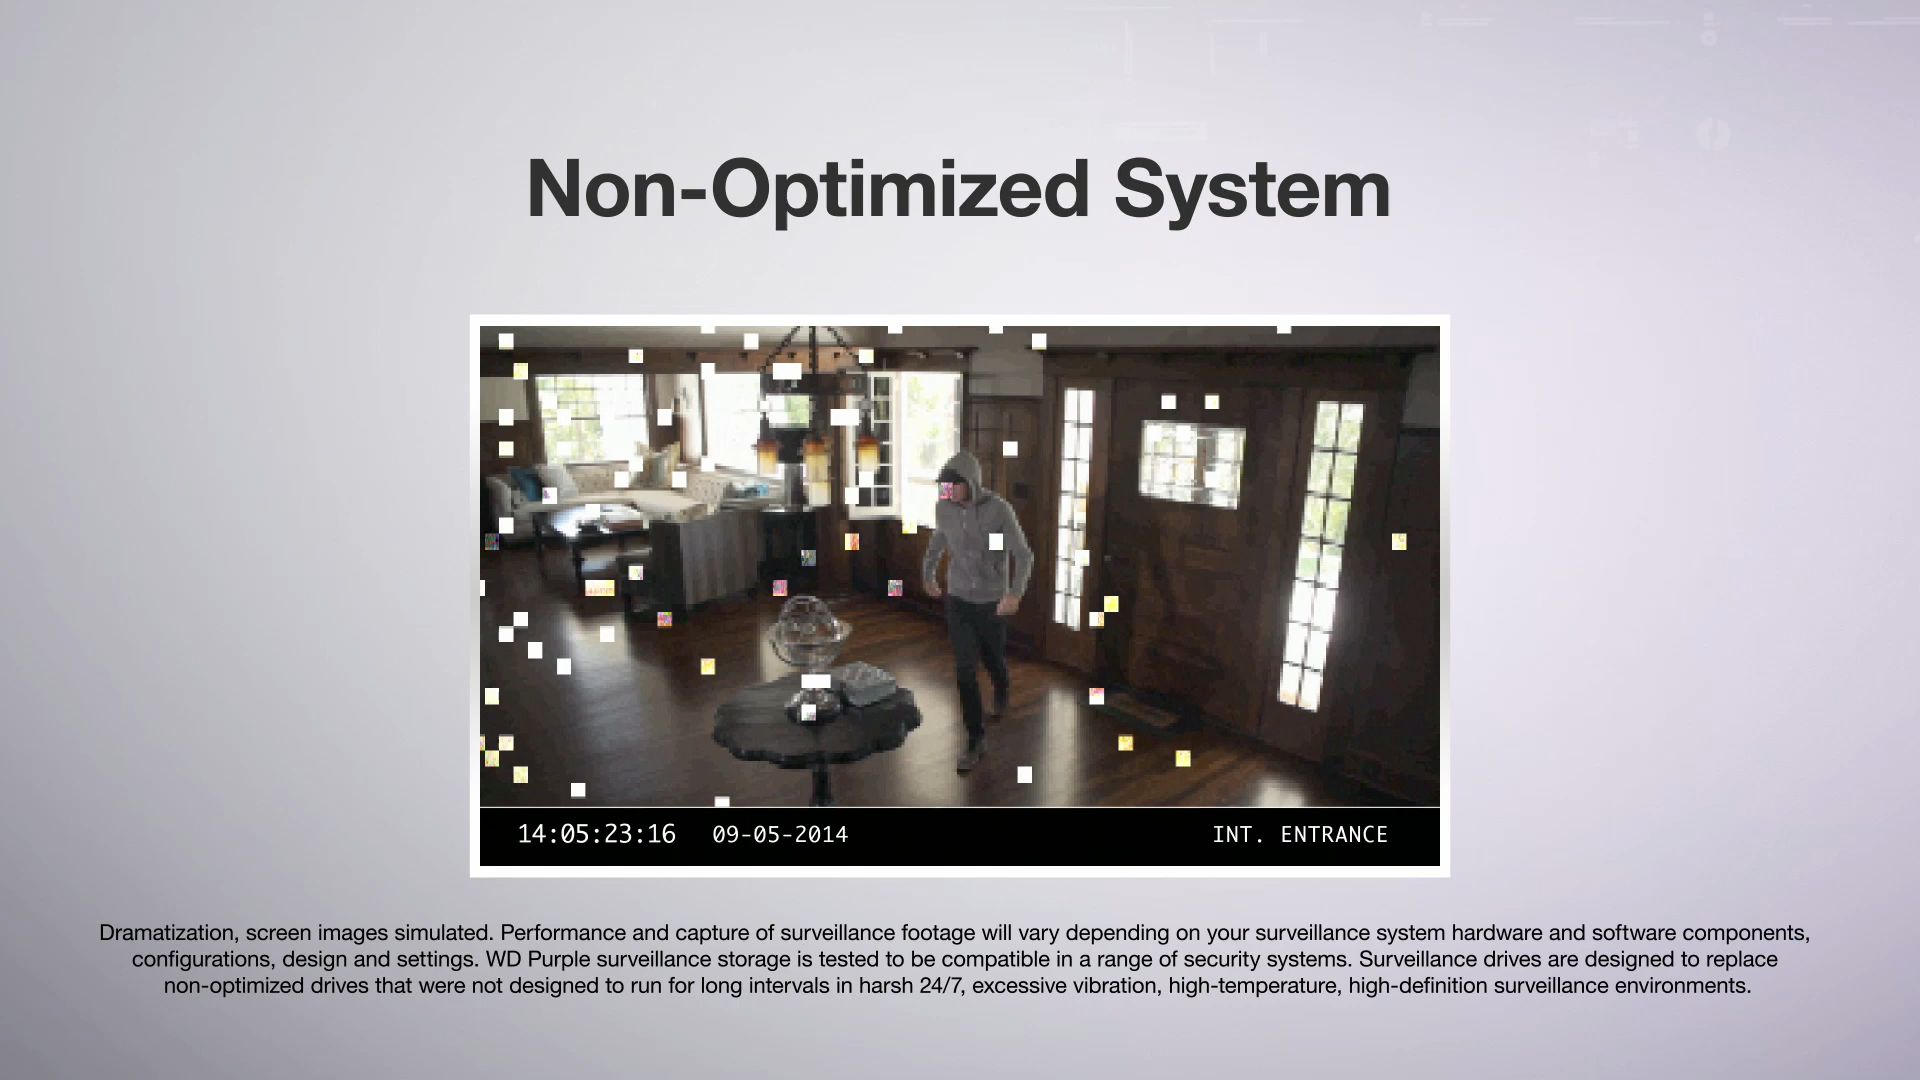 Non-Optimized System
14:05:23:16 09-05-2014 INT. ENTRANCE
Dramatization, screen images simulated. Performance and capture of surveillance footage will vary depending on your surveillance system hardware and software components,
configurations, design and settings. WD Purple surveillance storage is tested to be compatible in a range of security systems. Surveillance drives are designed to replace
non-optimized drives that were not designed to run for long intervals in harsh 24/7, excessive vibration, high-temperature, high-definition surveillance environments.